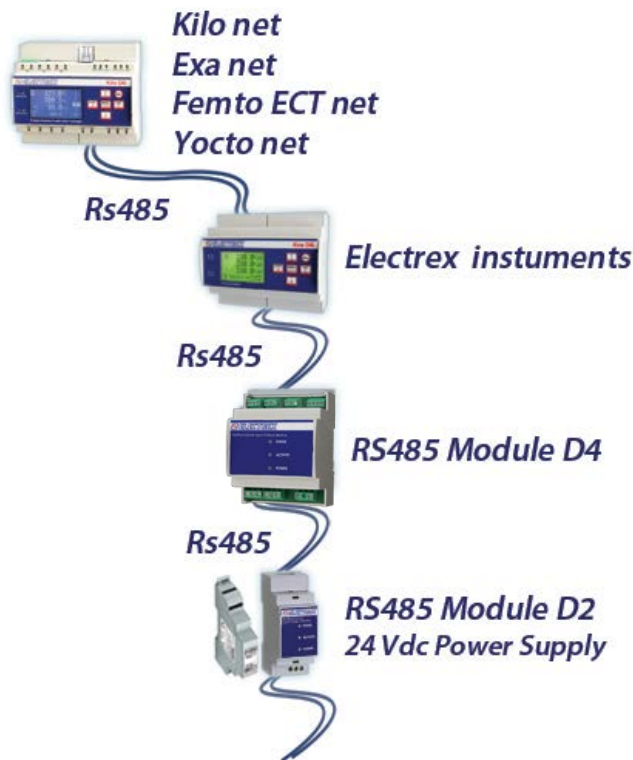 Kilo net
Exa net
Femto ECT net
Yocto net
Rs485
Electrex instuments
Rs485
RS485 Module D4
Rs485
RS485 Module D2
24 Vdc Power Supply